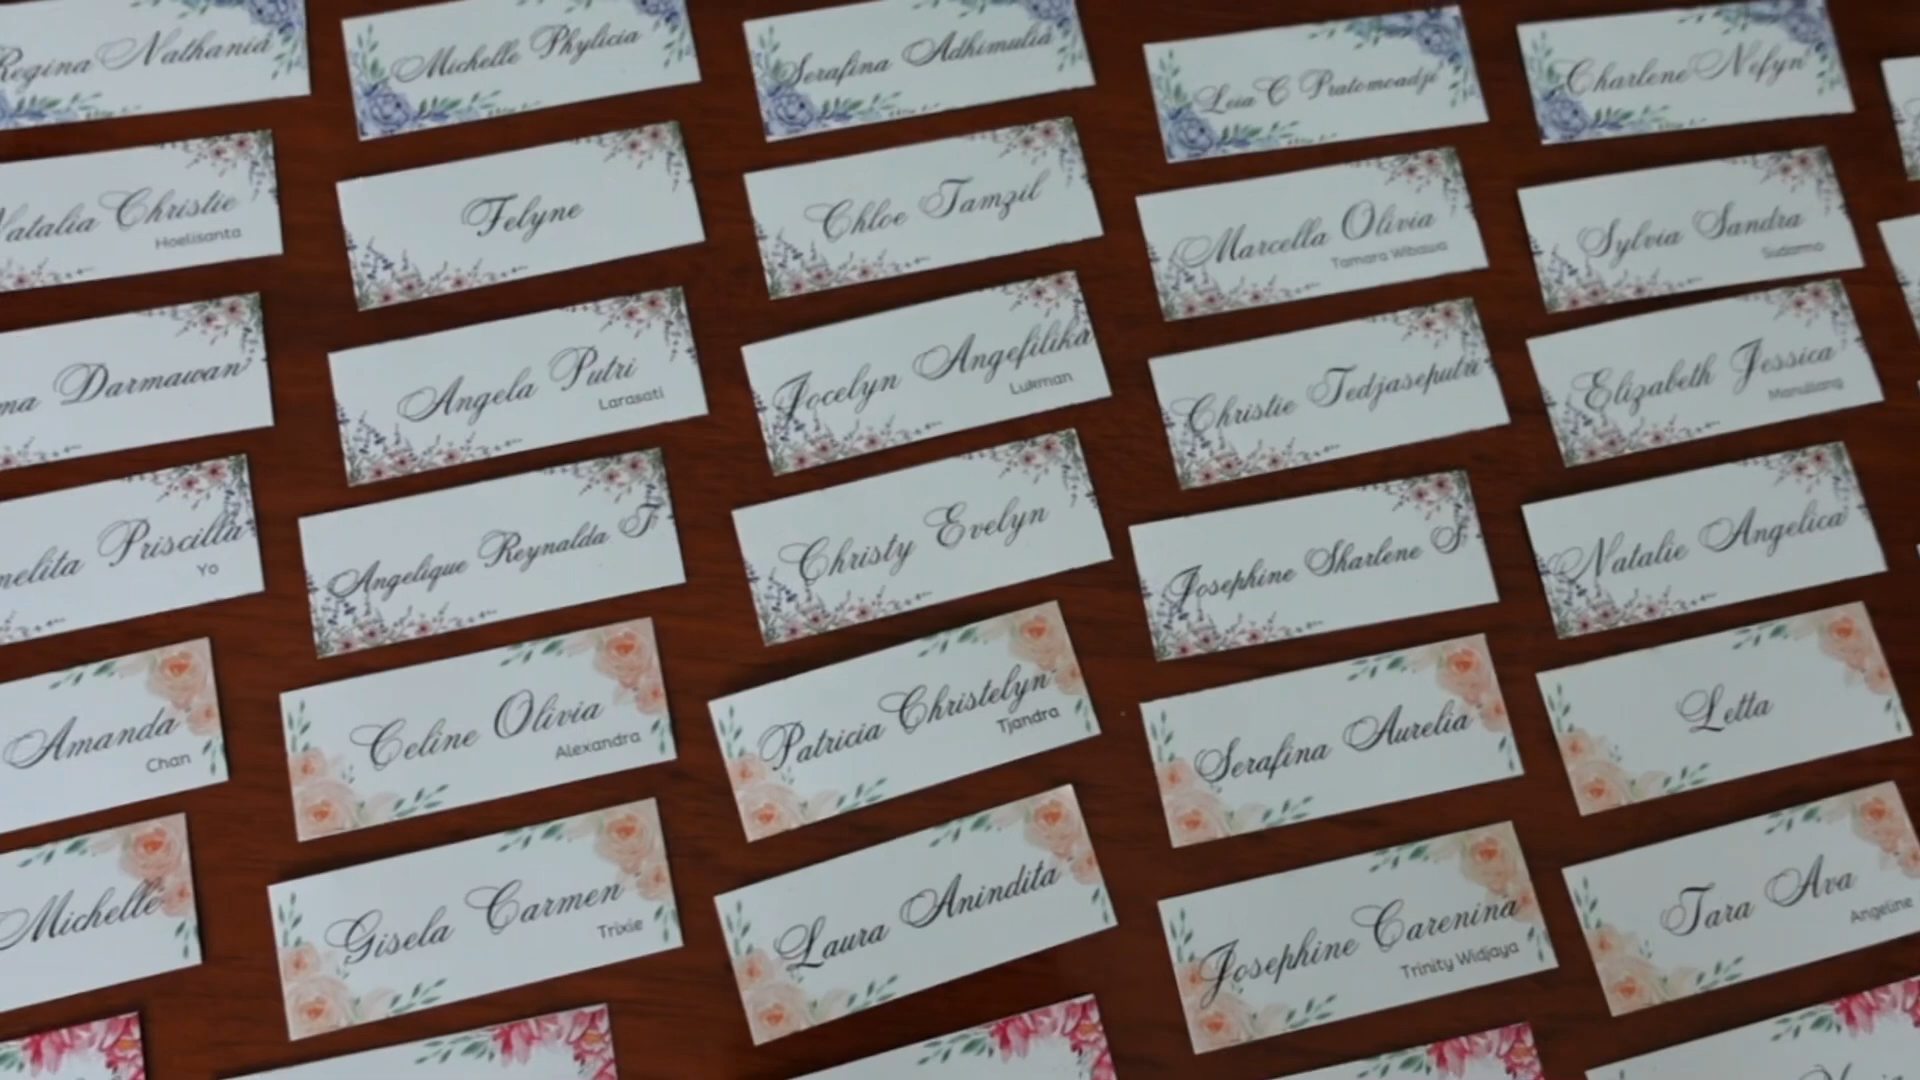 Regina Nathania
Michelle Phylicia
Serafina Adhimulia
Leia C Pratomoadji
Charlene Nefyn
Natalia Christie
Hoelisanta
Felyne
Chloe Tamzil
Marcella Olivia
Tamara Wibawa
Sylvia Sandra
Sudarmo
Darmawan
Angela Putri
Larasati
Jocelyn Angefilika
Lukman
Christie Tedjaseputri
Elizabeth Jessica
Manuliang
Priscilla
Yo
Angelique Reynalda T
Christy Evelyn
Josephine Sharlene S
Natalie Angelica
Amanda
Chan
Celine Olivia
Alexandra
Patricia Christelyn
Tjandra
Serafina Aurelia
Letta
Michelle
Gisela Carmen
Trixie
Laura Anindita
Josephine Carenina
Trinity Widjaya
Tara Ava
Angeline